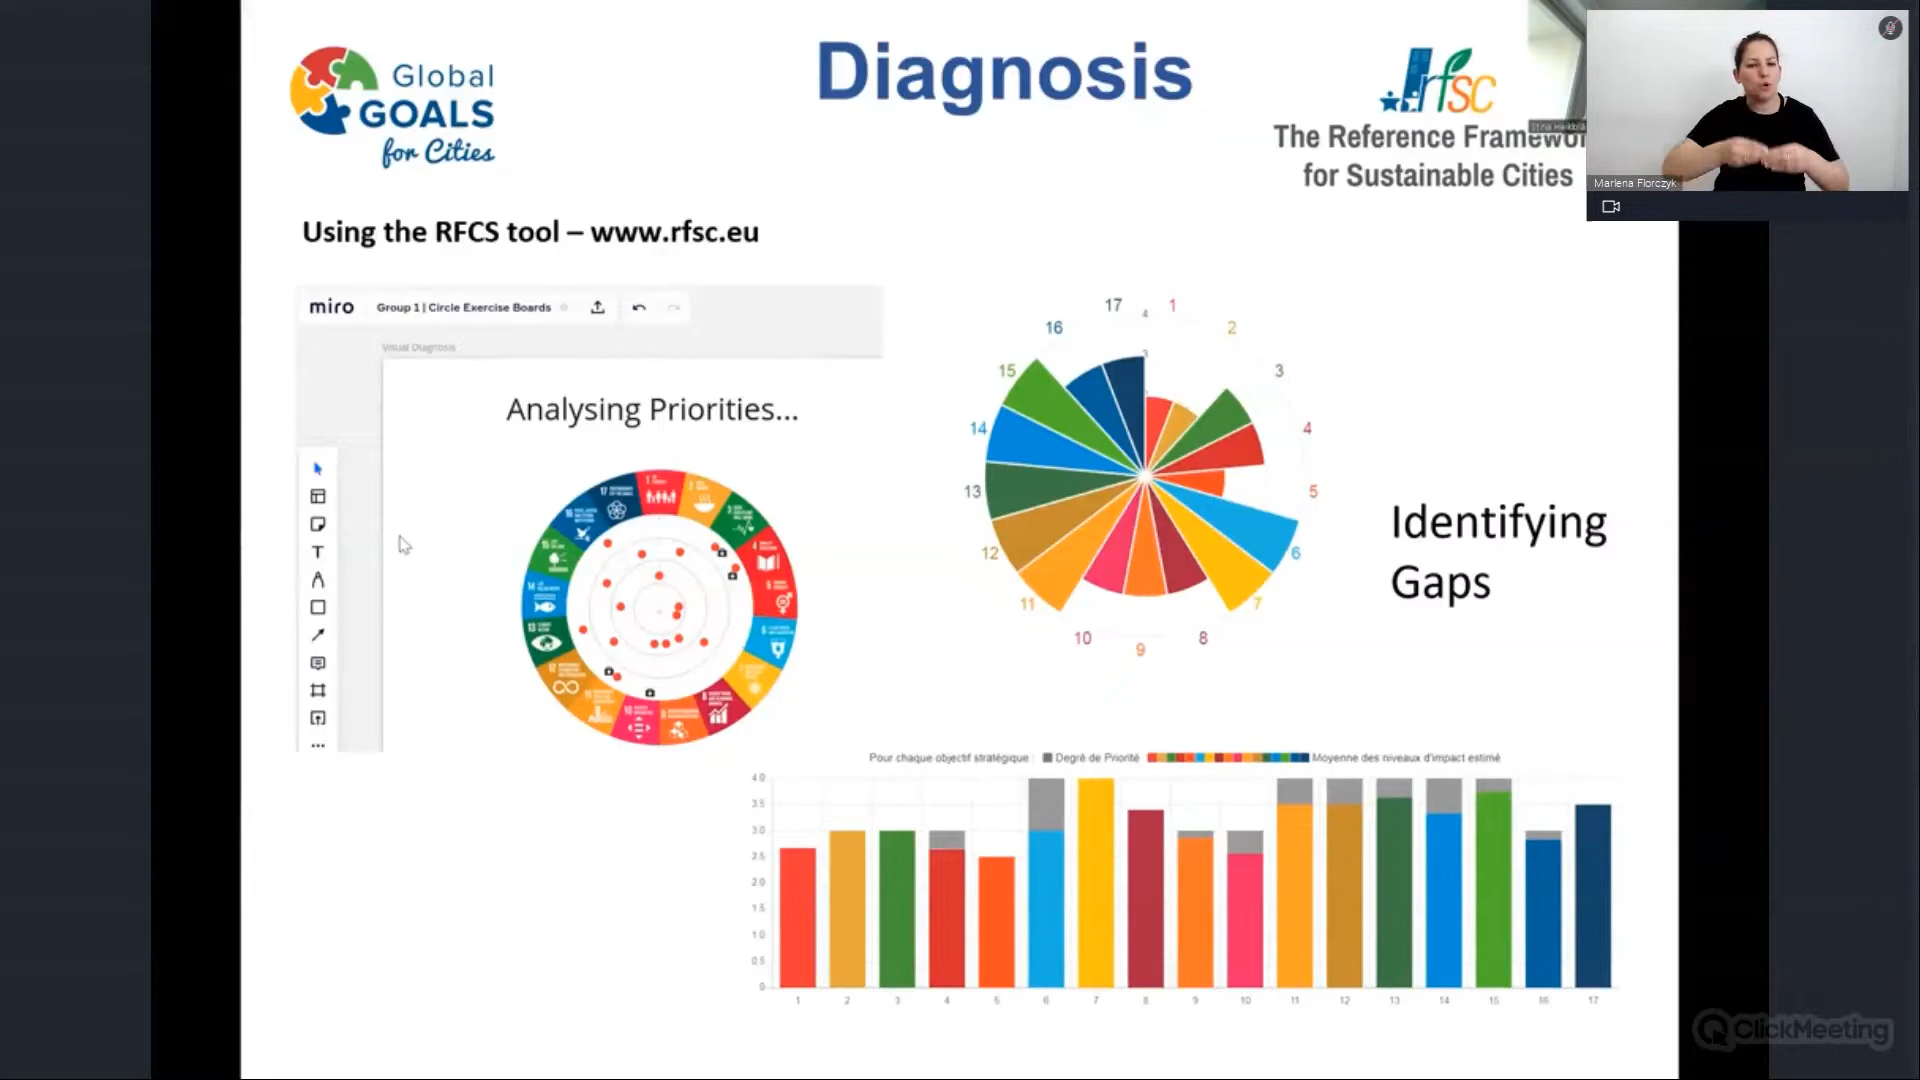 Global
GOALS
for Cities
Diagnosis
rfsc
The Reference Framewor
for Sustainable Cities
Marlena Florczyk
Using the RFCS tool – www.rfsc.eu
miro
Group 1 | Circle Exercise Boards
Visual Diagnosis
Analysing Priorities...
17 4 1
16 2
3
15 3
14 4
13 5
12 6
11 7
10 8
9
Identifying
Gaps
Pour chaque objectif stratégique : Degré de Priorité Moyenne des niveaux d'impact estimé
4.0
3.5
3.0
2.5
2.0
1.5
1.0
0.5
0
1 2 3 4 5 6 7 8 9 10 11 12 13 14 15 16 17
ClickMeeting